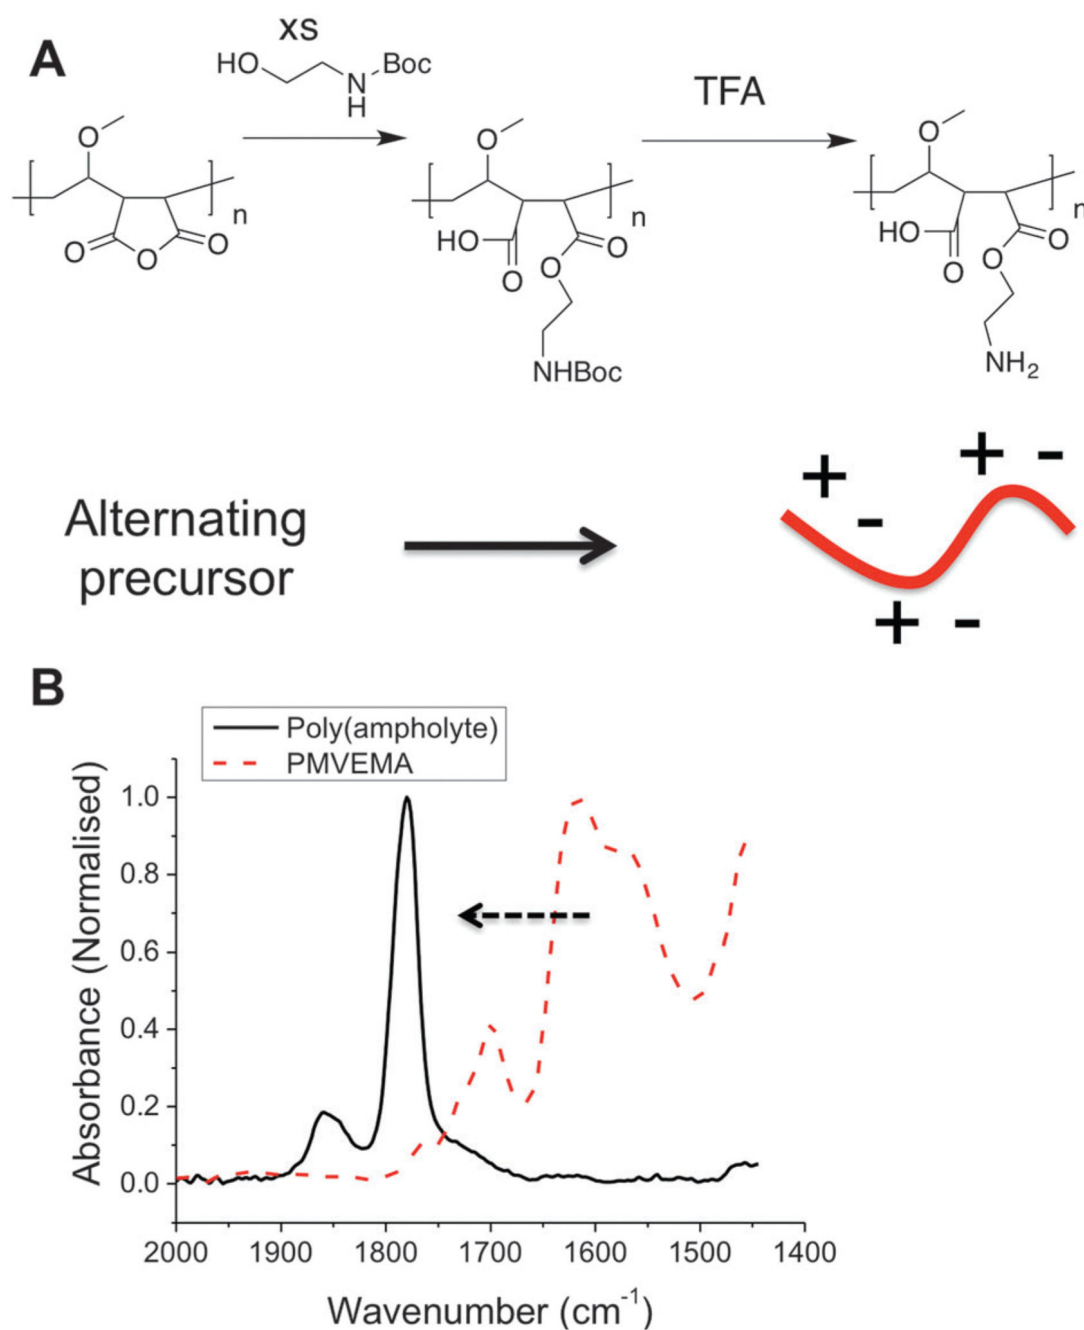 A
xs
HO
N
H
Boc
TFA
O
O
O
O
n
O
HO
O
O
O
n
NHBoc
O
HO
O
O
O
n
NH2
Alternating
precursor
+ -
+ -
+ -
B
Poly(ampholyte)
PMVEMA
Absorbance (Normalised)
1.0
0.8
0.6
0.4
0.2
0.0
2000 1900 1800 1700 1600 1500 1400
Wavenumber (cm-1)